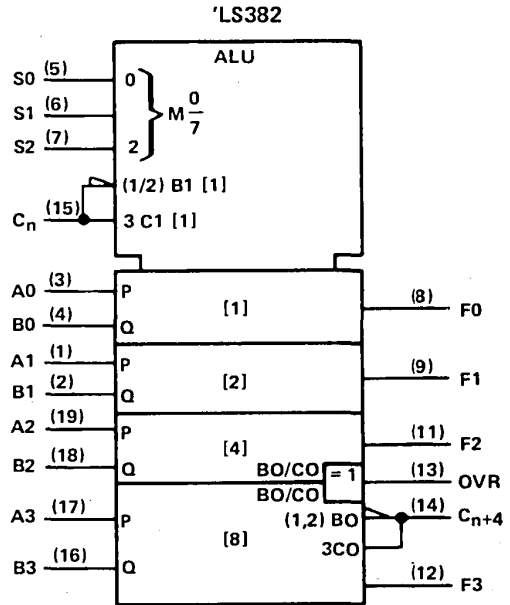 'LS382
ALU
S0 (5) 0
S1 (6) M 0/7
S2 (7) 2
(1/2) B1 [1]
Cn (15) 3 C1 [1]
A0 (3) P
[1] (8) F0
B0 (4) Q
A1 (1) P
[2] (9) F1
B1 (2) Q
A2 (19) P
[4] (11) F2
B2 (18) Q
BO/CO = 1 (13) OVR
BO/CO
A3 (17) P
(1,2) BO (14) Cn+4
[8]
3CO
B3 (16) Q
(12) F3